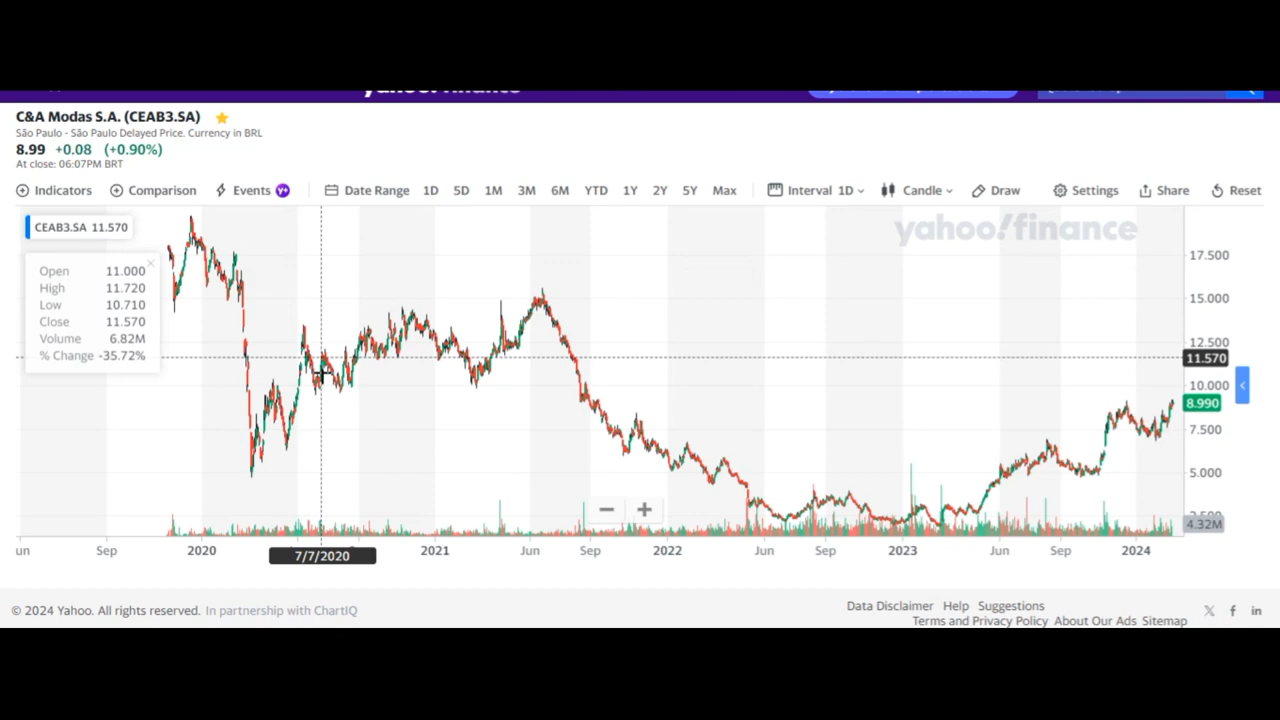 yahoo! finance
C&A Modas S.A. (CEAB3.SA)
São Paulo - São Paulo Delayed Price. Currency in BRL
8.99 +0.08 (+0.90%)
At close: 06:07PM BRT
Indicators Comparison Events Y+ Date Range 1D 5D 1M 3M 6M YTD 1Y 2Y 5Y Max Interval 1D Candle Draw Settings Share Reset
CEAB3.SA 11.570
yahoo!finance
Open 11.000
High 11.720
Low 10.710
Close 11.570
Volume 6.82M
% Change -35.72%
17.500
15.000
12.500
11.570
10.000
8.990
7.500
5.000
4.32M
un Sep 2020 7/7/2020 2021 Jun Sep 2022 Jun Sep 2023 Jun Sep 2024
© 2024 Yahoo. All rights reserved. In partnership with ChartIQ
Data Disclaimer Help Suggestions
Terms and Privacy Policy About Our Ads Sitemap